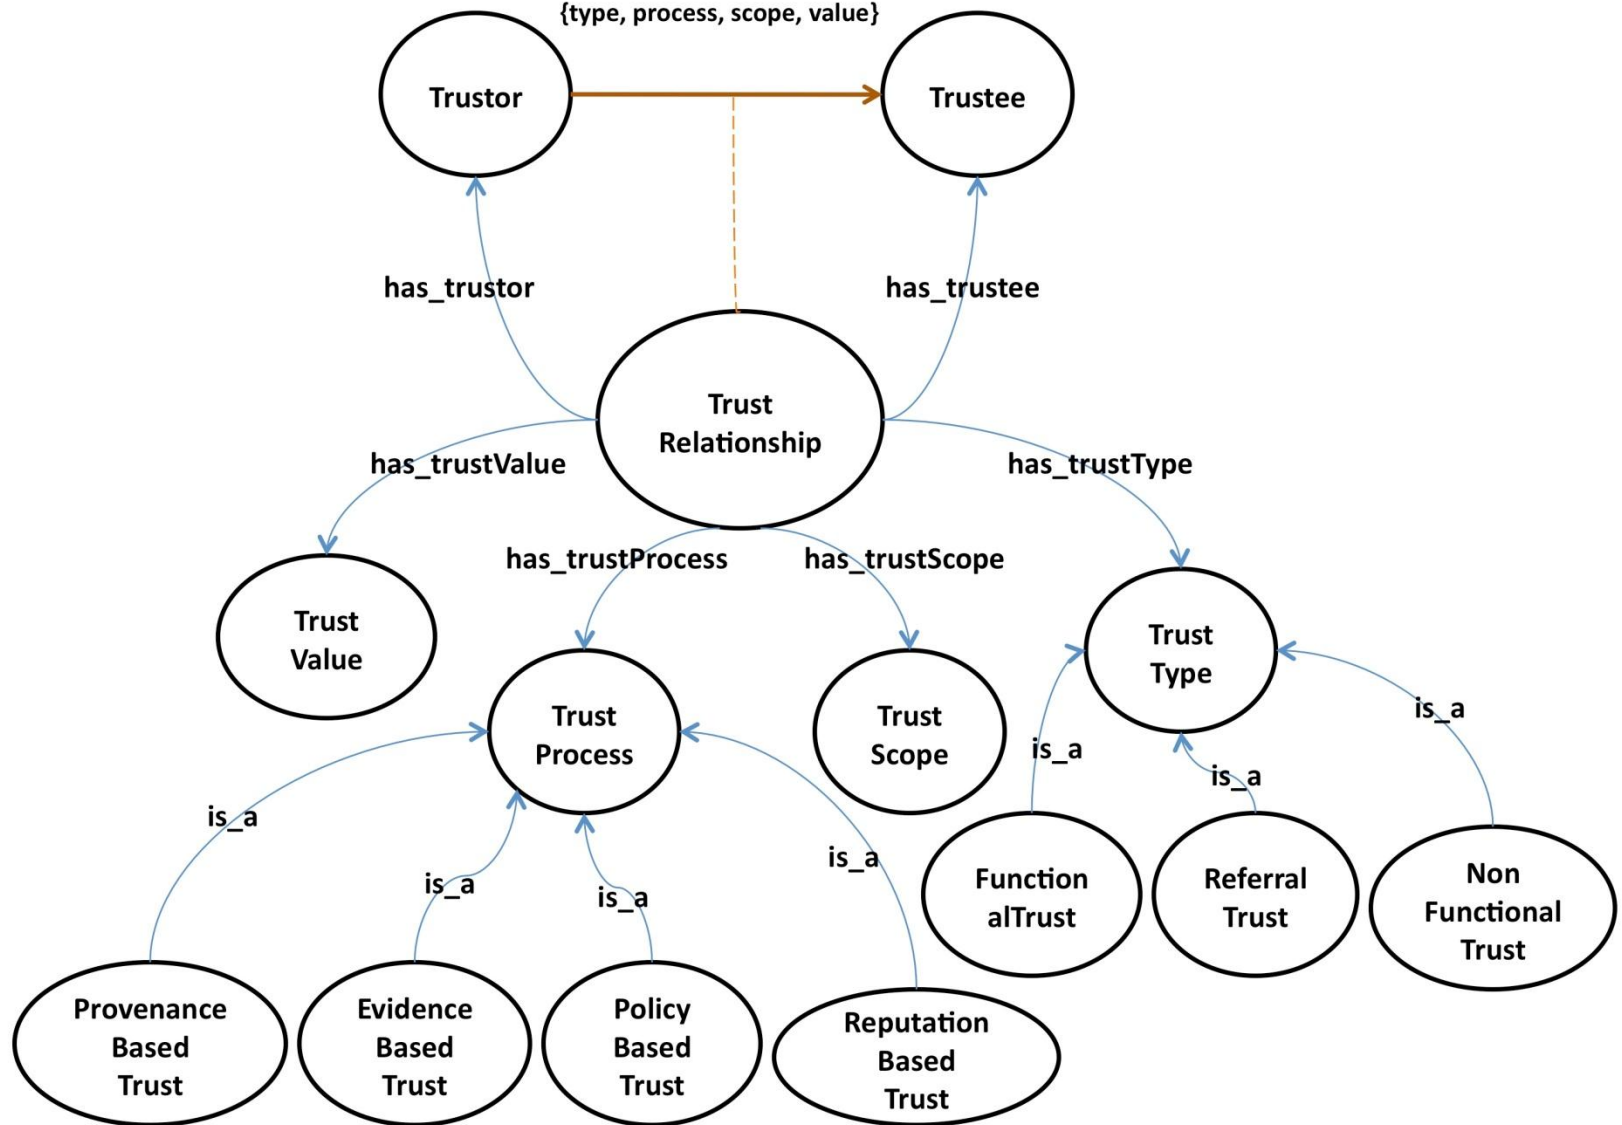 {type, process, scope, value}
Trustor
Trustee
has_trustor
has_trustee
Trust
Relationship
has_trustValue
has_trustType
has_trustProcess
has_trustScope
Trust
Value
Trust
Process
Trust
Scope
Trust
Type
is_a
is_a
is_a
is_a
is_a
is_a
is_a
Function
alTrust
Referral
Trust
Non
Functional
Trust
Provenance
Based
Trust
Evidence
Based
Trust
Policy
Based
Trust
Reputation
Based
Trust